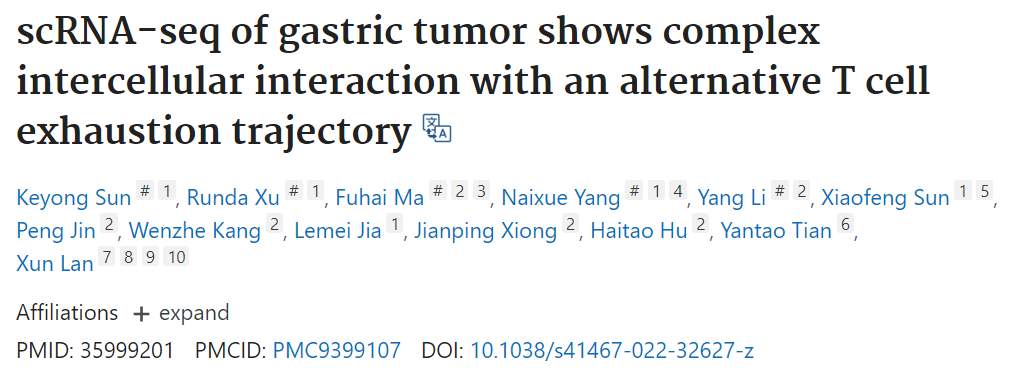 scRNA-seq of gastric tumor shows complex
intercellular interaction with an alternative T cell
exhaustion trajectory 文A
Keyong Sun # 1, Runda Xu # 1, Fuhai Ma # 2 3, Naixue Yang # 1 4, Yang Li # 2, Xiaofeng Sun 1 5,
Peng Jin 2, Wenzhe Kang 2, Lemei Jia 1, Jianping Xiong 2, Haitao Hu 2, Yantao Tian 6,
Xun Lan 7 8 9 10
Affiliations + expand
PMID: 35999201 PMCID: PMC9399107 DOI: 10.1038/s41467-022-32627-z